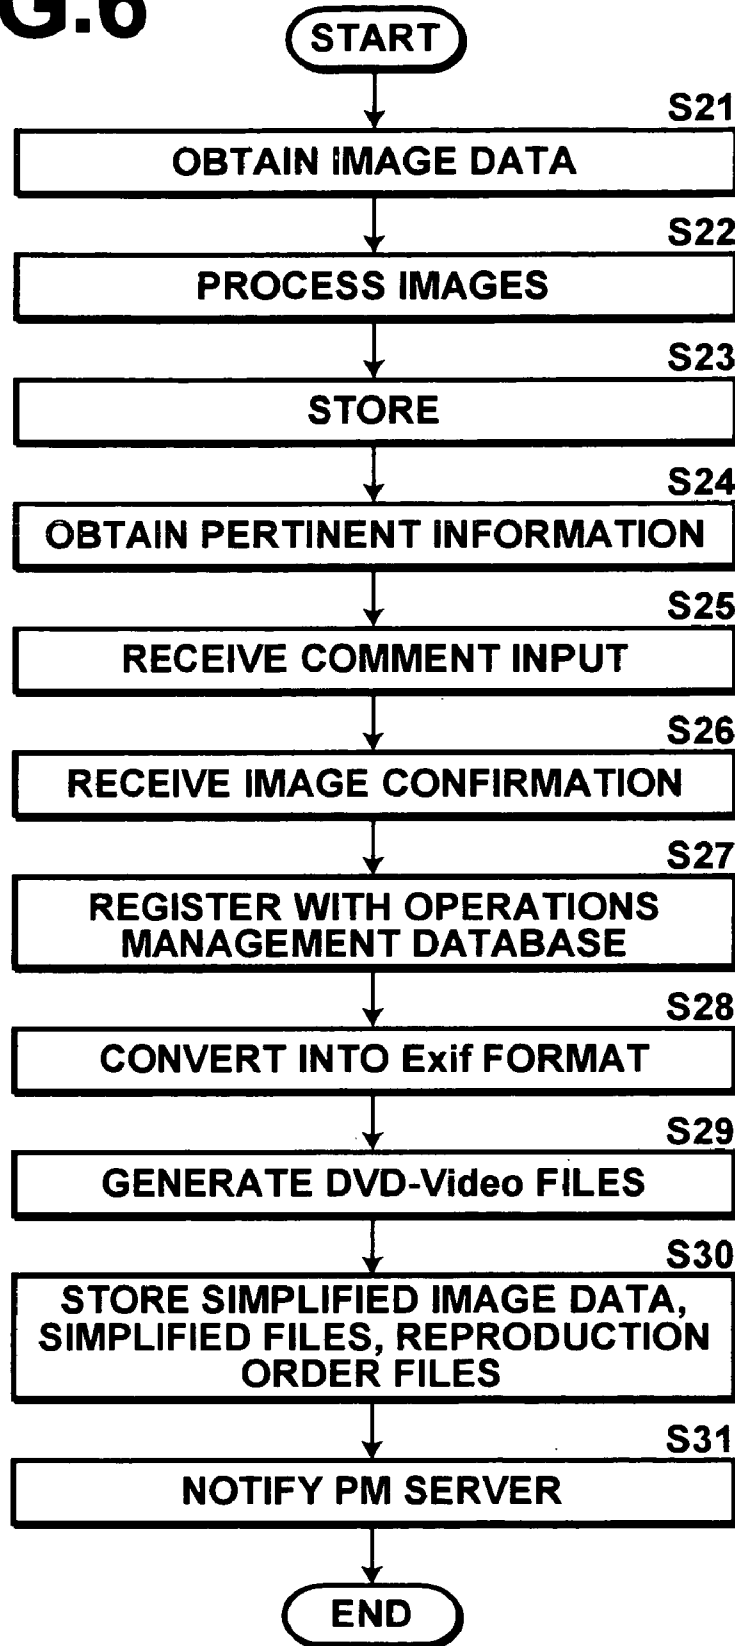 G.6
START
S21
OBTAIN IMAGE DATA
S22
PROCESS IMAGES
S23
STORE
S24
OBTAIN PERTINENT INFORMATION
S25
RECEIVE COMMENT INPUT
S26
RECEIVE IMAGE CONFIRMATION
S27
REGISTER WITH OPERATIONS
MANAGEMENT DATABASE
S28
CONVERT INTO Exif FORMAT
S29
GENERATE DVD-Video FILES
S30
STORE SIMPLIFIED IMAGE DATA,
SIMPLIFIED FILES, REPRODUCTION
ORDER FILES
S31
NOTIFY PM SERVER
END